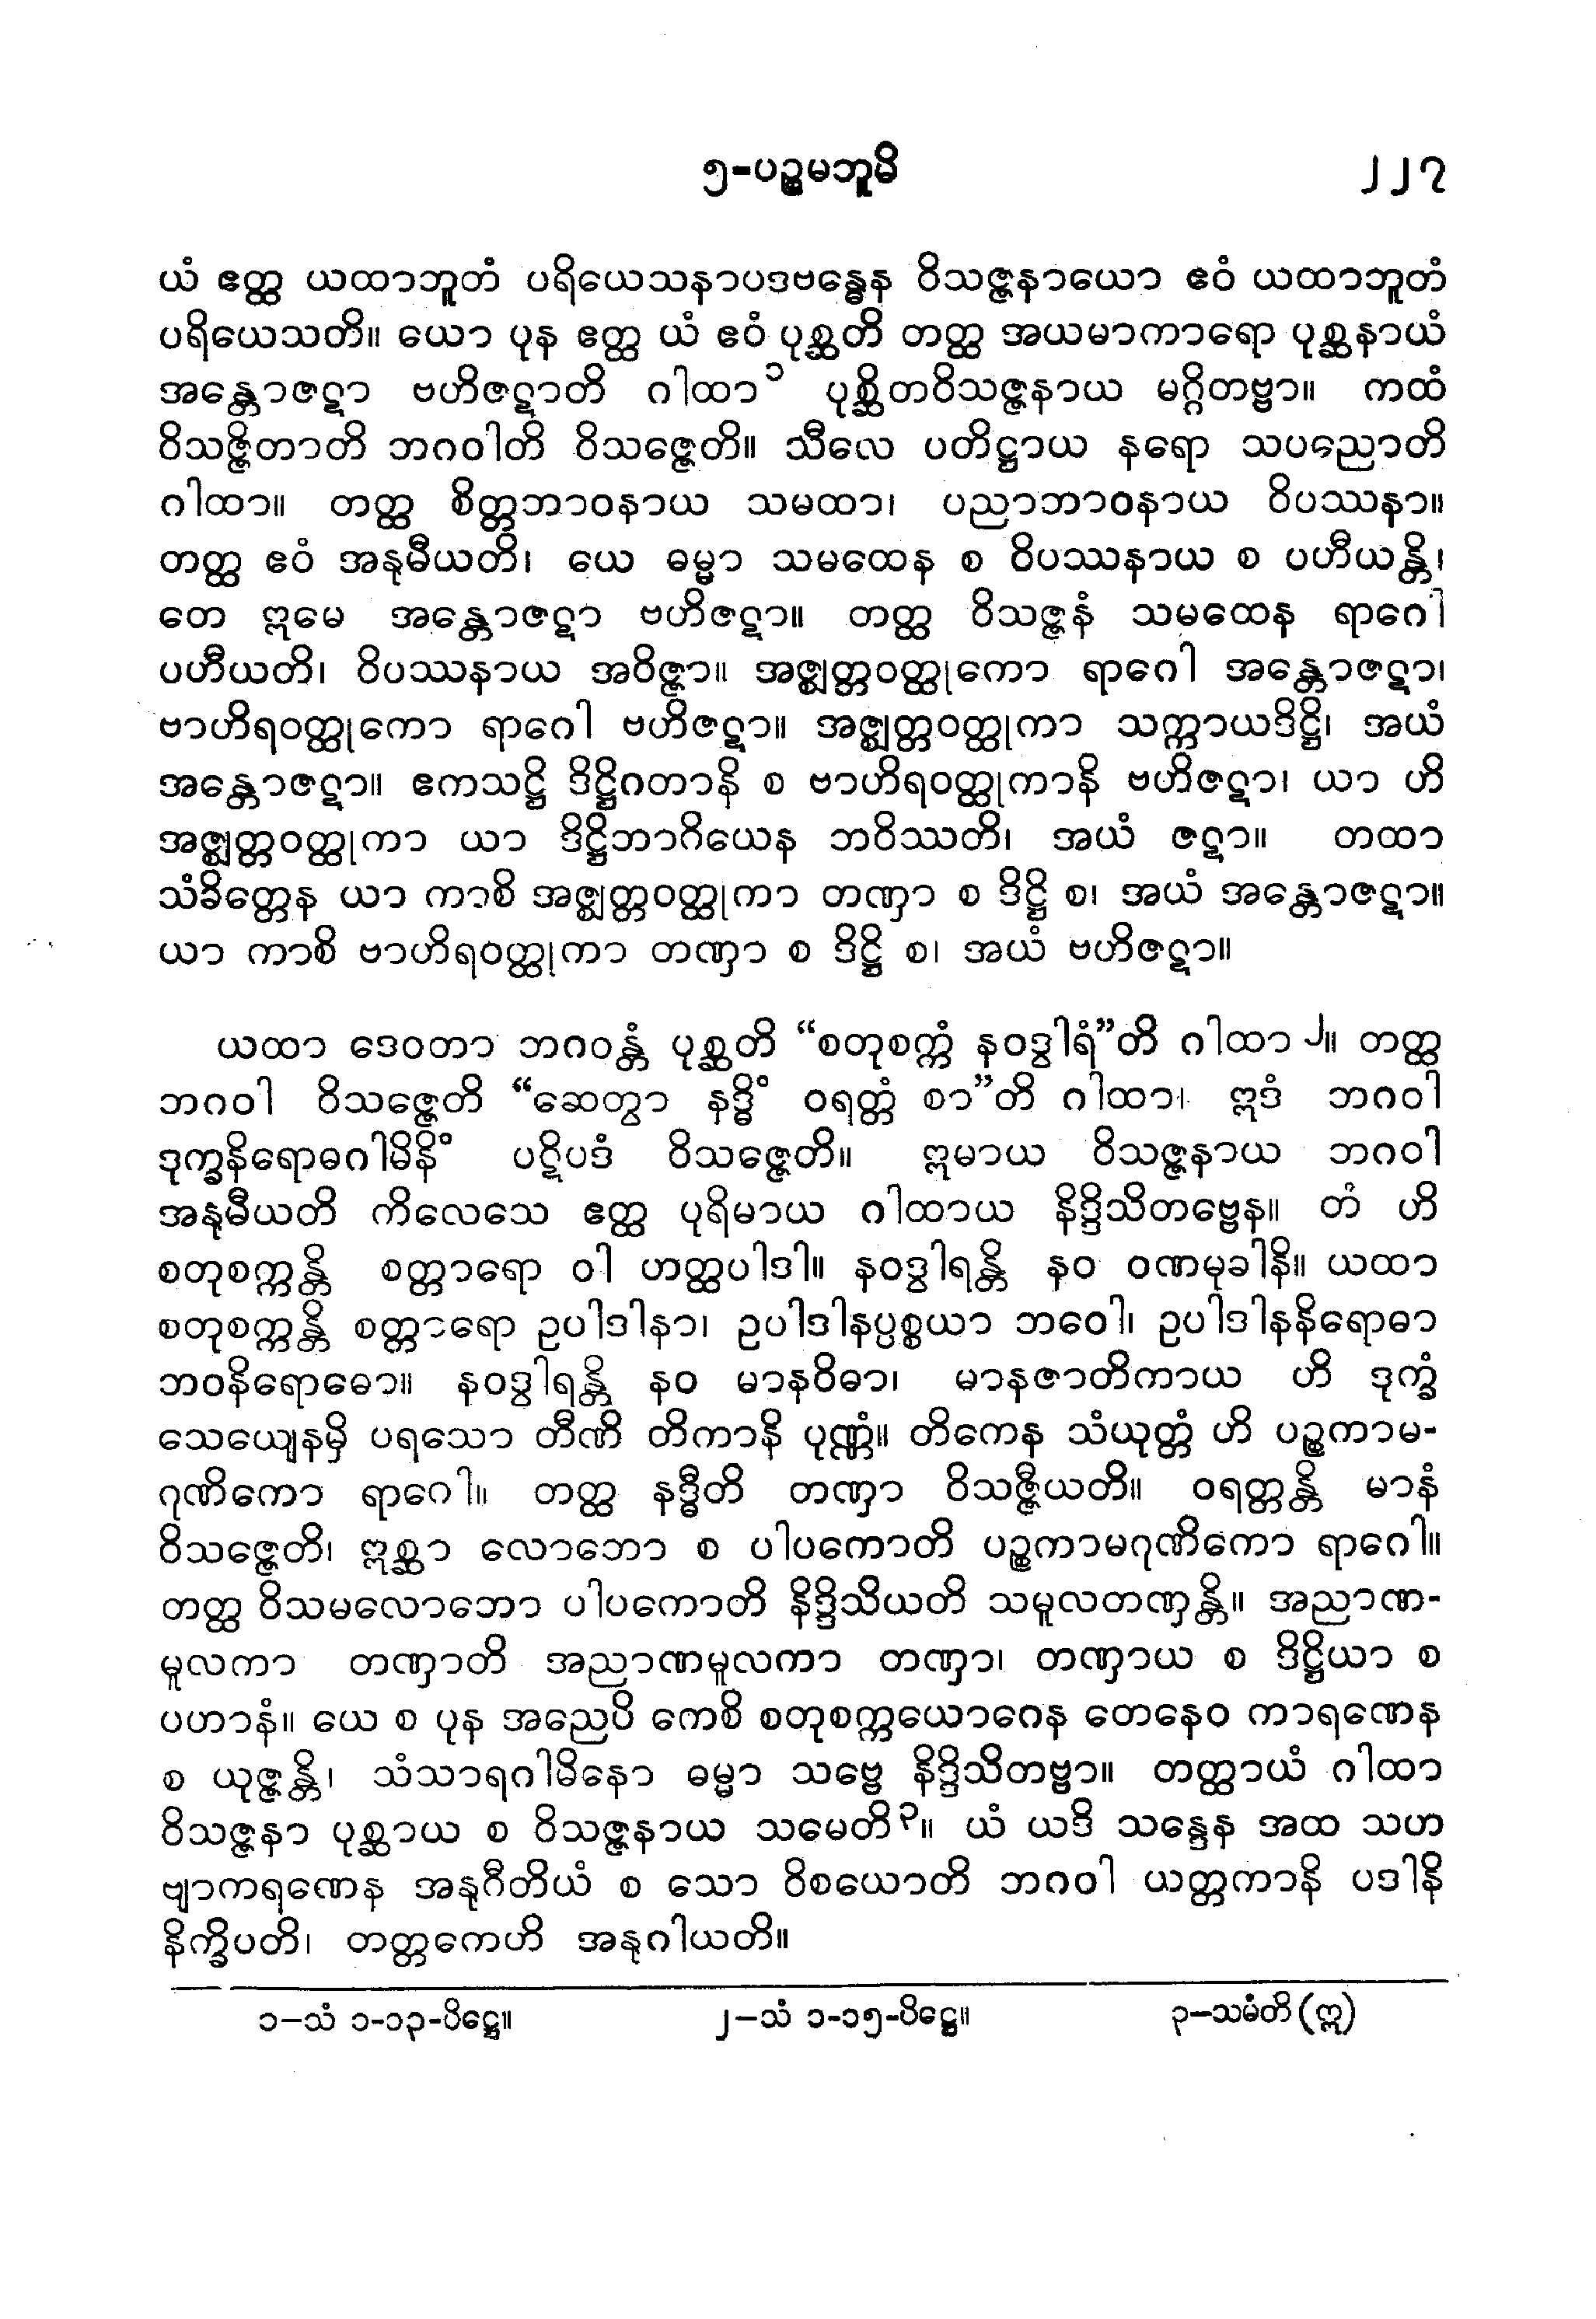 ၅-ပဉ္စမဘူမိ ၂၂၇
ယံ ဧတ္ထ ယထာဘူတံ ပရိယေသနာပဒဗန္ဓေန ဝိသဇ္ဇနာယော ဧဝံ ယထာဘူတံ
ပရိယေသတိ။ ယော ပုန ဧတ္ထ ယံ ဧဝံ ပုစ္ဆတိ တတ္ထ အယမာကာရော ပုစ္ဆနာယံ
အန္တောဇဋာ ဗဟိဇဋာတိ ဂါထာ ၁ ပုစ္ဆိတဝိသဇ္ဇနာယ မဂ္ဂိတဗ္ဗာ။ ကထံ
ဝိသဇ္ဇိတာတိ ဘဂဝါတိ ဝိသဇ္ဇေတိ။ သီလေ ပတိဋ္ဌာယ နရော သပညောတိ
ဂါထာ။ တတ္ထ စိတ္တဘာဝနာယ သမထာ၊ ပညာဘာဝနာယ ဝိပဿနာ။
တတ္ထ ဧဝံ အနုမီယတိ၊ ယေ ဓမ္မာ သမထေန စ ဝိပဿနာယ စ ပဟီယန္တိ၊
တေ ဣမေ အန္တောဇဋာ ဗဟိဇဋာ။ တတ္ထ ဝိသဇ္ဇနံ သမထေန ရာဂေါ
ပဟီယတိ၊ ဝိပဿနာယ အဝိဇ္ဇာ။ အဇ္ဈတ္တဝတ္ထုကော ရာဂေါ အန္တောဇဋာ၊
ဗာဟိရဝတ္ထုကော ရာဂေါ ဗဟိဇဋာ။ အဇ္ဈတ္တဝတ္ထုကာ သက္ကာယဒိဋ္ဌိ၊ အယံ
အန္တောဇဋာ။ ဧကသဋ္ဌိ ဒိဋ္ဌိဂတာနိ စ ဗာဟိရဝတ္ထုကာနိ ဗဟိဇဋာ၊ ယာ ဟိ
အဇ္ဈတ္တဝတ္ထုကာ ယာ ဒိဋ္ဌိဘာဂိယေန ဘဝိဿတိ၊ အယံ ဇဋာ။ တထာ
သံခိတ္တေန ယာ ကာစိ အဇ္ဈတ္တဝတ္ထုကာ တဏှာ စ ဒိဋ္ဌိ စ၊ အယံ အန္တောဇဋာ။
ယာ ကာစိ ဗာဟိရဝတ္ထုကာ တဏှာ စ ဒိဋ္ဌိ စ၊ အယံ ဗဟိဇဋာ။
ယထာ ဒေဝတာ ဘဂဝန္တံ ပုစ္ဆတိ “စတုစက္ကံ နဝဒွါရံ”တိ ဂါထာ ၂။ တတ္ထ
ဘဂဝါ ဝိသဇ္ဇေတိ “ဆေတွာ နဒ္ဓိံ ဝရတ္တံ စာ”တိ ဂါထာ၊ ဣဒံ ဘဂဝါ
ဒုက္ခနိရောဓဂါမိနိံ ပဋိပဒံ ဝိသဇ္ဇေတိ။ ဣမာယ ဝိသဇ္ဇနာယ ဘဂဝါ
အနုမီယတိ ကိလေသေ ဧတ္ထ ပုရိမာယ ဂါထာယ နိဒ္ဒိသိတဗ္ဗေန။ တံ ဟိ
စတုစက္ကန္တိ စတ္တာရော ဝါ ဟတ္ထပါဒါ။ နဝဒွါရန္တိ နဝ ဝဏမုခါနိ။ ယထာ
စတုစက္ကန္တိ စတ္တာရော ဥပါဒါနာ၊ ဥပါဒါနပ္ပစ္စယာ ဘဝေါ၊ ဥပါဒါနနိရောဓာ
ဘဝနိရောဓော။ နဝဒွါရန္တိ နဝ မာနဝိဓာ၊ မာနဇာတိကာယ ဟိ ဒုက္ခံ
သေယျေနမှိ ပရသော တီဏိ တိကာနိ ပုဏ္ဏံ။ တိကေန သံယုတ္တံ ဟိ ပဉ္စကာမ-
ဂုဏိကော ရာဂေါ။ တတ္ထ နဒ္ဓီတိ တဏှာ ဝိသဇ္ဇီယတိ။ ဝရတ္တန္တိ မာနံ
ဝိသဇ္ဇေတိ၊ ဣစ္ဆာ လောဘော စ ပါပကောတိ ပဉ္စကာမဂုဏိကော ရာဂေါ။
တတ္ထ ဝိသမလောဘော ပါပကောတိ နိဒ္ဒိသိယတိ သမူလတဏှန္တိ။ အညာဏ-
မူလကာ တဏှာတိ အညာဏမူလကာ တဏှာ၊ တဏှာယ စ ဒိဋ္ဌိယာ စ
ပဟာနံ။ ယေ စ ပုန အညေပိ ကေစိ စတုစက္ကယောဂေန တေနေဝ ကာရဏေန
စ ယုဇ္ဇန္တိ၊ သံသာရဂါမိနော ဓမ္မာ သဗ္ဗေ နိဒ္ဒိသိတဗ္ဗာ။ တတ္ထာယံ ဂါထာ
ဝိသဇ္ဇနာ ပုစ္ဆာယ စ ဝိသဇ္ဇနာယ သမေတိ ၃။ ယံ ယဒိ သန္ဒေန အထ သဟ
ဗျာကရဏေန အနုဂီတိယံ စ သော ဝိစယောတိ ဘဂဝါ ယတ္တကာနိ ပဒါနိ
နိက္ခိပတိ၊ တတ္တကေဟိ အနုဂါယတိ။
၁–သံ ၁-၁၃-ပိဋ္ဌေ။ ၂–သံ ၁-၁၅-ပိဋ္ဌေ။ ၃–သမံတိ (ဣ)